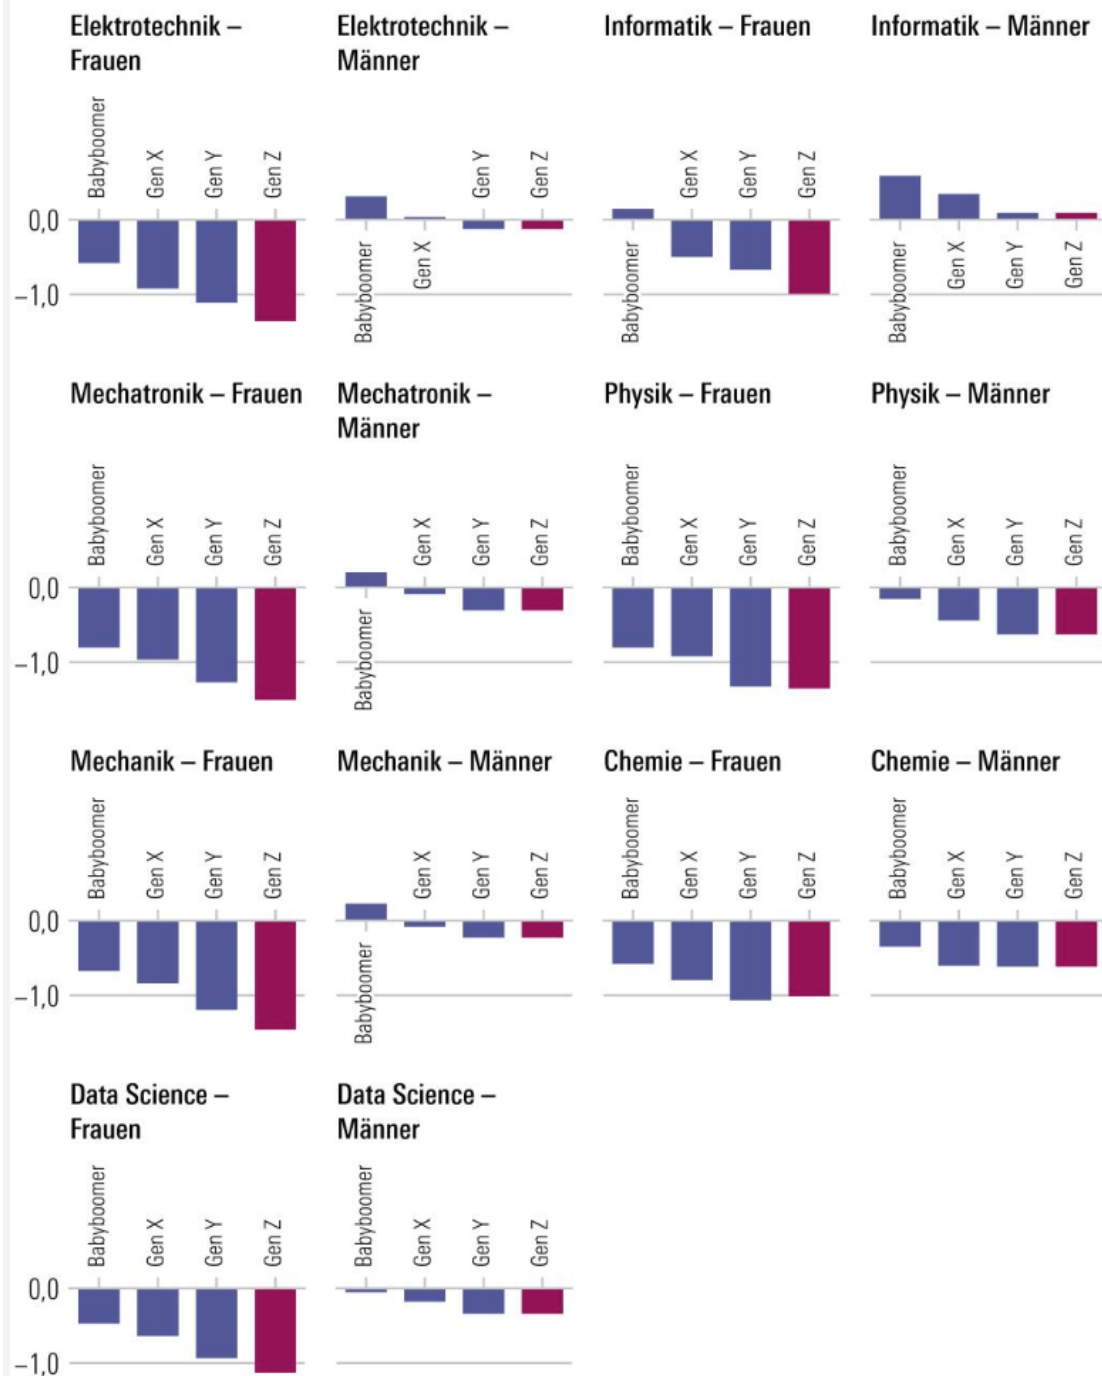 Elektrotechnik –
Frauen
Elektrotechnik –
Männer
Informatik – Frauen
Informatik – Männer
Babyboomer
Gen X
Gen Y
Gen Z
Babyboomer
Gen X
Gen Y
Gen Z
Babyboomer
Gen X
Gen Y
Gen Z
Babyboomer
Gen X
Gen Y
Gen Z
0,0
–1,0
Mechatronik – Frauen
Mechatronik –
Männer
Physik – Frauen
Physik – Männer
Babyboomer
Gen X
Gen Y
Gen Z
Babyboomer
Gen X
Gen Y
Gen Z
Babyboomer
Gen X
Gen Y
Gen Z
Babyboomer
Gen X
Gen Y
Gen Z
0,0
–1,0
Mechanik – Frauen
Mechanik – Männer
Chemie – Frauen
Chemie – Männer
Babyboomer
Gen X
Gen Y
Gen Z
Babyboomer
Gen X
Gen Y
Gen Z
Babyboomer
Gen X
Gen Y
Gen Z
Babyboomer
Gen X
Gen Y
Gen Z
0,0
–1,0
Data Science –
Frauen
Data Science –
Männer
Babyboomer
Gen X
Gen Y
Gen Z
Babyboomer
Gen X
Gen Y
Gen Z
0,0
–1,0